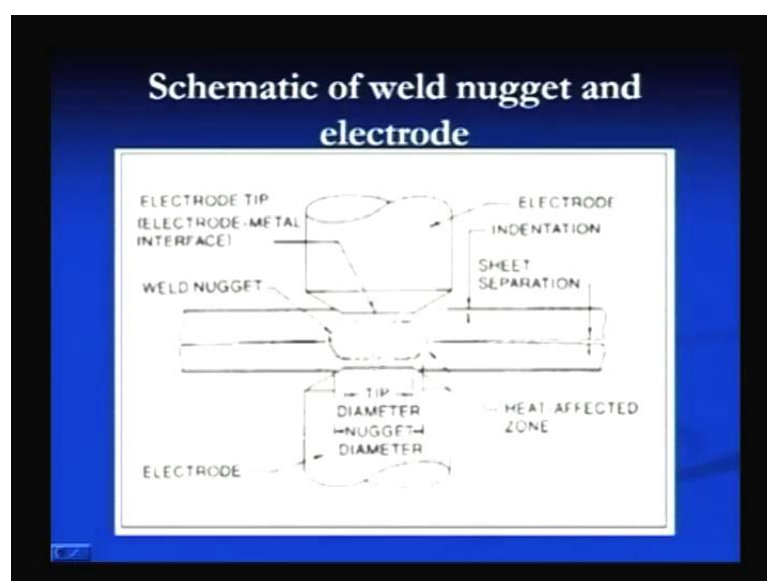 Schematic of weld nugget and
electrode
ELECTRODE TIP
(ELECTRODE-METAL
INTERFACE)
WELD NUGGET
ELECTRODE
INDENTATION
SHEET
SEPARATION
TIP
DIAMETER
NUGGET
DIAMETER
HEAT-AFFECTED
ZONE
ELECTRODE